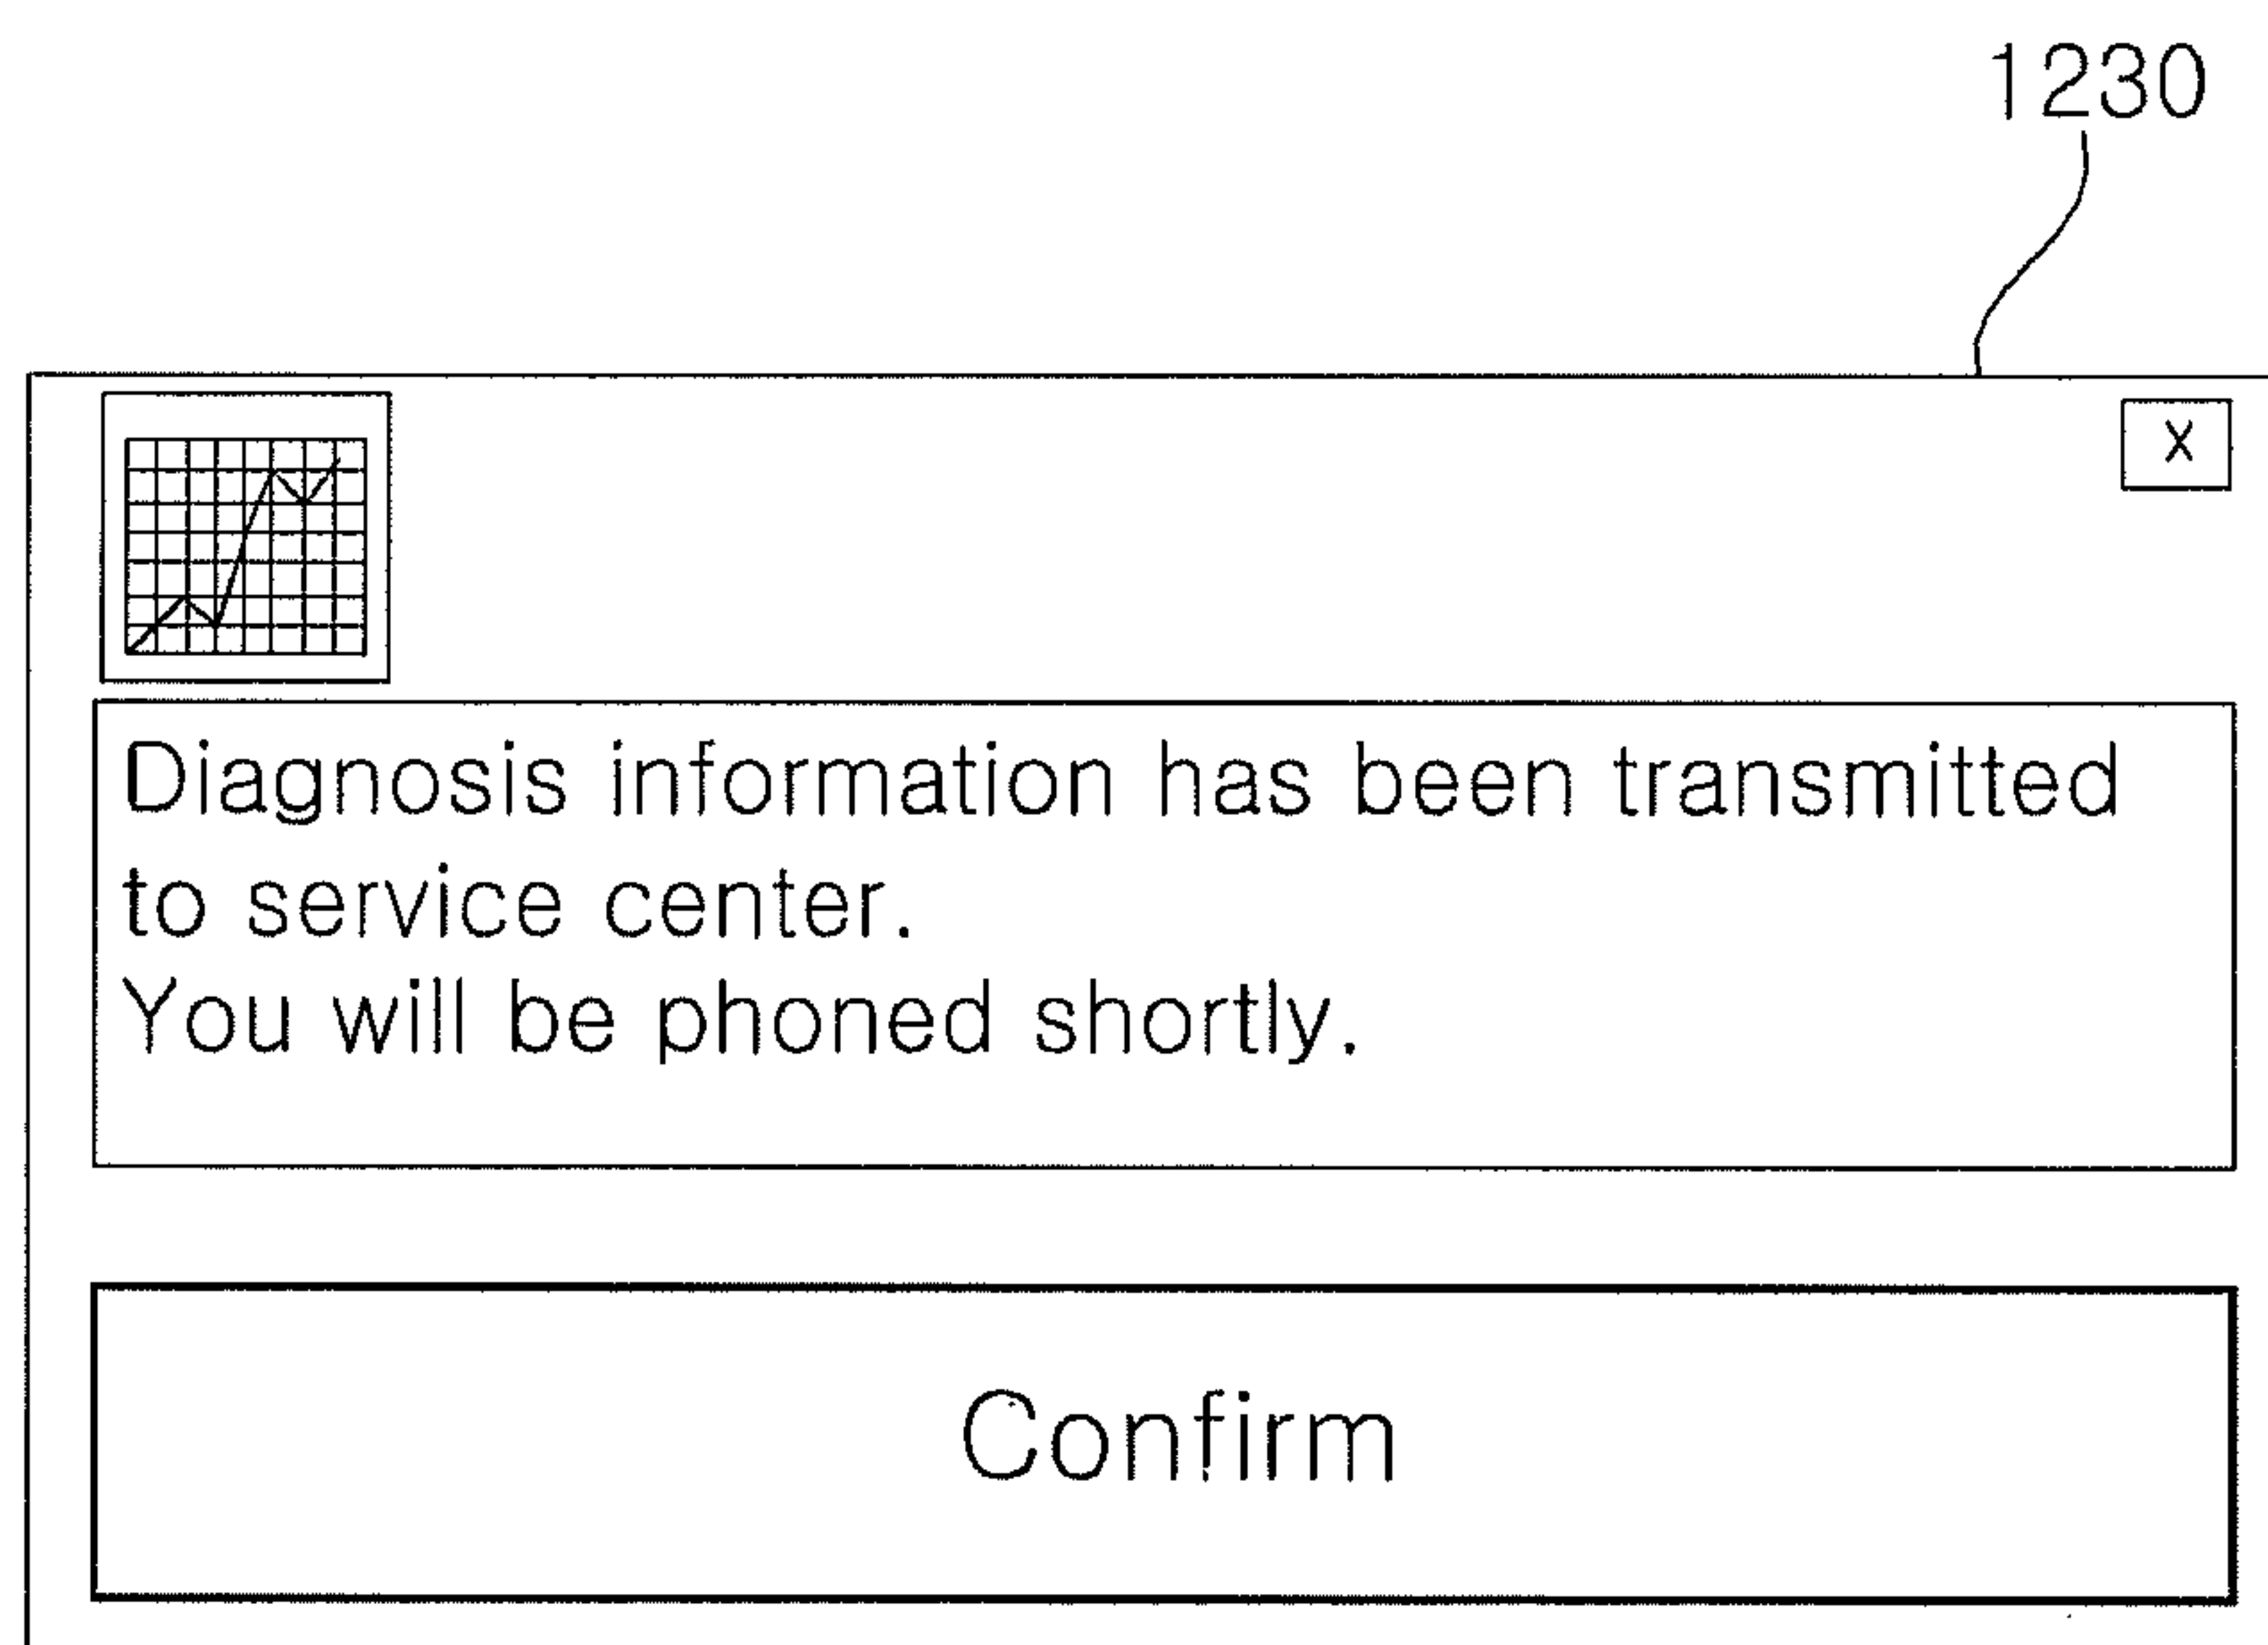 1230
X
Diagnosis information has been transmitted
to service center.
You will be phoned shortly.
Confirm